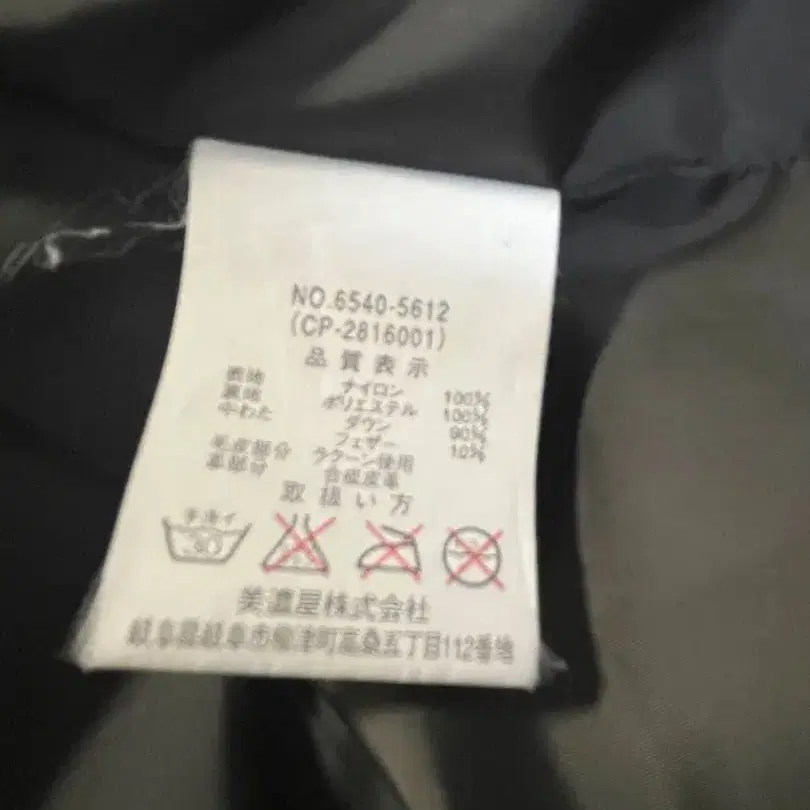 NO.6540-5612
(CP-2816001)
品質表示
表地 ナイロン 100%
裏地 ポリエステル 100%
中わた ダウン 90%
フェザー 10%
毛皮部分 ラクーン使用
革部分 合成皮革
取扱い方
手洗イ
30
美濃屋株式会社
岐阜県岐阜市柳津町高桑五丁目112番地